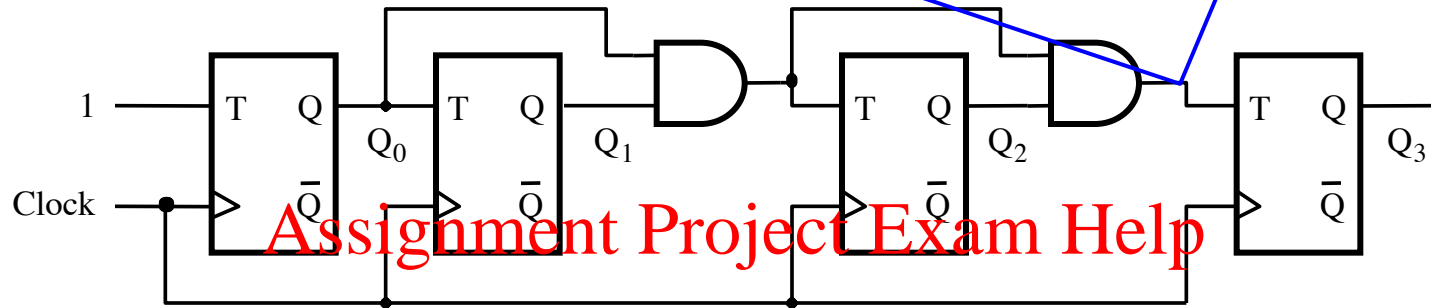 1 T Q T Q T Q T Q
Q0 Q1 Q2 Q3
Clock Q̅ Q̅ Q̅ Q̅
Assignment Project Exam Help